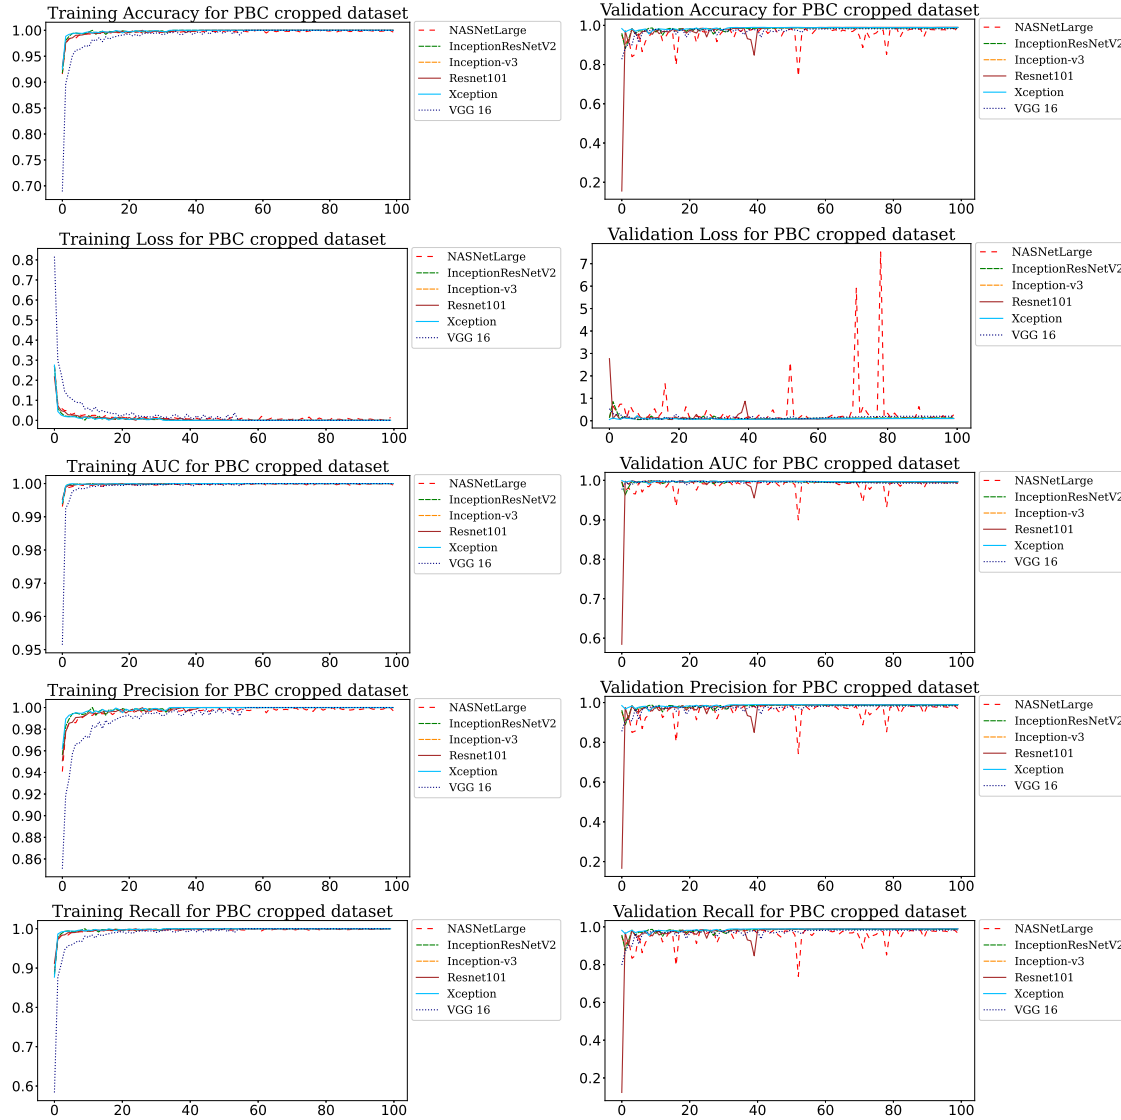 Training Accuracy for PBC cropped dataset
1.00
0.95
0.90
0.85
0.80
0.75
0.70
0 20 40 60 80 100
NASNetLarge
InceptionResNetV2
Inception-v3
Resnet101
Xception
VGG 16
Validation Accuracy for PBC cropped dataset
1.0
0.8
0.6
0.4
0.2
0 20 40 60 80 100
NASNetLarge
InceptionResNetV2
Inception-v3
Resnet101
Xception
VGG 16
Training Loss for PBC cropped dataset
0.8
0.7
0.6
0.5
0.4
0.3
0.2
0.1
0.0
0 20 40 60 80 100
NASNetLarge
InceptionResNetV2
Inception-v3
Resnet101
Xception
VGG 16
Validation Loss for PBC cropped dataset
7
6
5
4
3
2
1
0
0 20 40 60 80 100
NASNetLarge
InceptionResNetV2
Inception-v3
Resnet101
Xception
VGG 16
Training AUC for PBC cropped dataset
1.00
0.99
0.98
0.97
0.96
0.95
0 20 40 60 80 100
NASNetLarge
InceptionResNetV2
Inception-v3
Resnet101
Xception
VGG 16
Validation AUC for PBC cropped dataset
1.0
0.9
0.8
0.7
0.6
0 20 40 60 80 100
NASNetLarge
InceptionResNetV2
Inception-v3
Resnet101
Xception
VGG 16
Training Precision for PBC cropped dataset
1.00
0.98
0.96
0.94
0.92
0.90
0.88
0.86
0 20 40 60 80 100
NASNetLarge
InceptionResNetV2
Inception-v3
Resnet101
Xception
VGG 16
Validation Precision for PBC cropped dataset
1.0
0.8
0.6
0.4
0.2
0 20 40 60 80 100
NASNetLarge
InceptionResNetV2
Inception-v3
Resnet101
Xception
VGG 16
Training Recall for PBC cropped dataset
1.0
0.9
0.8
0.7
0.6
0 20 40 60 80 100
NASNetLarge
InceptionResNetV2
Inception-v3
Resnet101
Xception
VGG 16
Validation Recall for PBC cropped dataset
1.0
0.8
0.6
0.4
0.2
0 20 40 60 80 100
NASNetLarge
InceptionResNetV2
Inception-v3
Resnet101
Xception
VGG 16